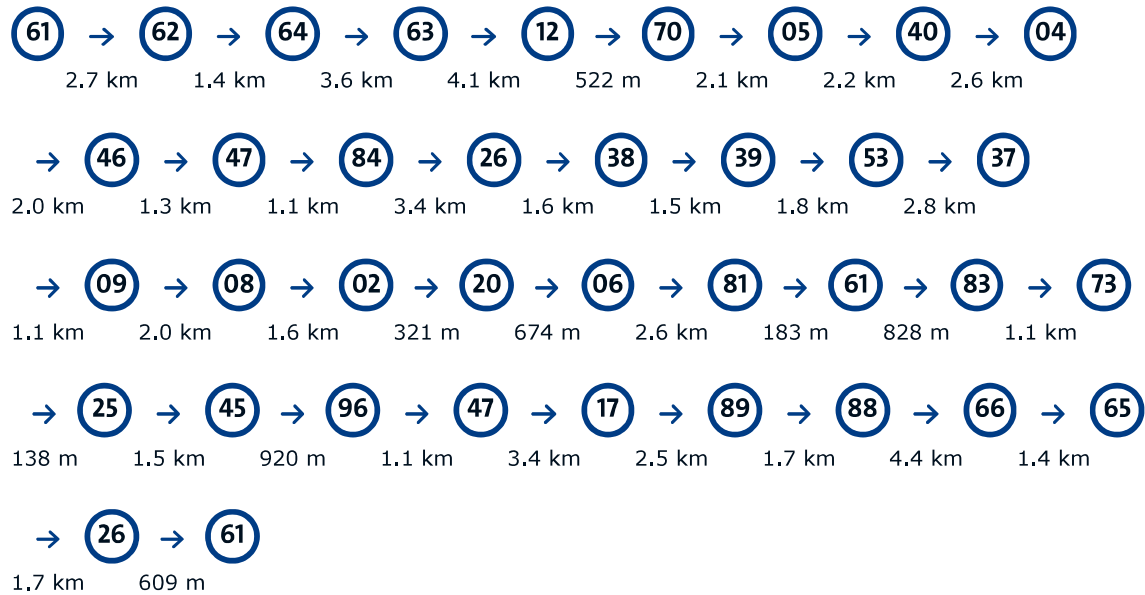 61 → 62 → 64 → 63 → 12 → 70 → 05 → 40 → 04
2.7 km 1.4 km 3.6 km 4.1 km 522 m 2.1 km 2.2 km 2.6 km
→ 46 → 47 → 84 → 26 → 38 → 39 → 53 → 37
2.0 km 1.3 km 1.1 km 3.4 km 1.6 km 1.5 km 1.8 km 2.8 km
→ 09 → 08 → 02 → 20 → 06 → 81 → 61 → 83 → 73
1.1 km 2.0 km 1.6 km 321 m 674 m 2.6 km 183 m 828 m 1.1 km
→ 25 → 45 → 96 → 47 → 17 → 89 → 88 → 66 → 65
138 m 1.5 km 920 m 1.1 km 3.4 km 2.5 km 1.7 km 4.4 km 1.4 km
→ 26 → 61
1.7 km 609 m